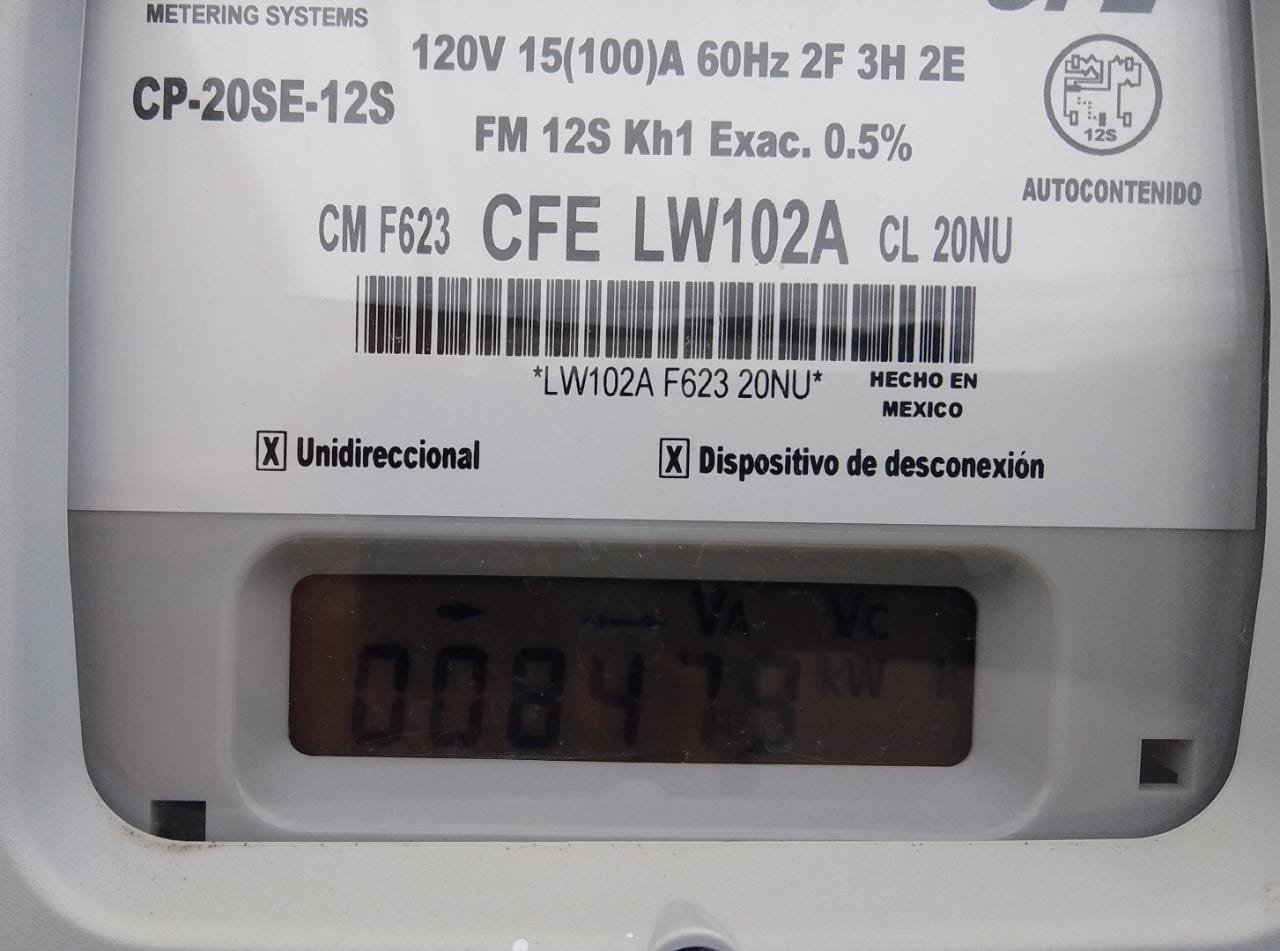 METERING SYSTEMS
120V 15(100)A 60Hz 2F 3H 2E
CP-20SE-12S
FM 12S Kh1 Exac. 0.5%
12S
AUTOCONTENIDO
CM F623 CFE LW102A CL 20NU
*LW102A F623 20NU*
HECHO EN
MEXICO
X Unidireccional
X Dispositivo de desconexión
VA VC
00847.9 kW h